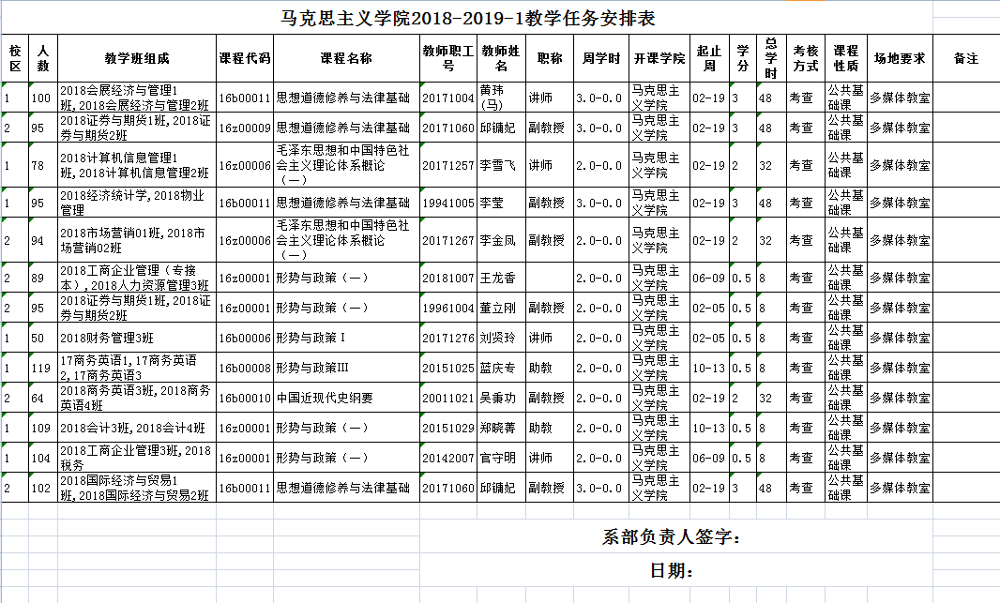 马克思主义学院2018-2019-1教学任务安排表
校区 人数 教学班组成 课程代码 课程名称 教师职工号 教师姓名 职称 周学时 开课学院 起止周 学分 总学时 考核方式 课程性质 场地要求 备注
1 100 2018会展经济与管理1班,2018会展经济与管理2班 16b00011 思想道德修养与法律基础 20171004 黄玮(马) 讲师 3.0-0.0 马克思主义学院 02-19 3 48 考查 公共基础课 多媒体教室
2 95 2018证券与期货1班,2018证券与期货2班 16z00009 思想道德修养与法律基础 20171060 邱镛妃 副教授 3.0-0.0 马克思主义学院 02-19 3 48 考查 公共基础课 多媒体教室
1 78 2018计算机信息管理1班,2018计算机信息管理2班 16z00006 毛泽东思想和中国特色社会主义理论体系概论（一） 20171257 李雪飞 讲师 2.0-0.0 马克思主义学院 02-19 2 32 考查 公共基础课 多媒体教室
1 95 2018经济统计学,2018物业管理 16b00011 思想道德修养与法律基础 19941005 李莹 副教授 3.0-0.0 马克思主义学院 02-19 3 48 考查 公共基础课 多媒体教室
2 94 2018市场营销01班,2018市场营销02班 16z00006 毛泽东思想和中国特色社会主义理论体系概论（一） 20171267 李金凤 副教授 2.0-0.0 马克思主义学院 02-19 2 32 考查 公共基础课 多媒体教室
2 89 2018工商企业管理（专接本）,2018人力资源管理3班 16z00001 形势与政策（一） 20181007 王龙香 2.0-0.0 马克思主义学院 06-09 0.5 8 考查 公共基础课 多媒体教室
2 95 2018证券与期货1班,2018证券与期货2班 16z00001 形势与政策（一） 19961004 董立刚 副教授 2.0-0.0 马克思主义学院 02-05 0.5 8 考查 公共基础课 多媒体教室
1 50 2018财务管理3班 16b00006 形势与政策Ⅰ 20171276 刘贤玲 讲师 2.0-0.0 马克思主义学院 02-05 0.5 8 考查 公共基础课 多媒体教室
1 119 17商务英语1,17商务英语2,17商务英语3 16b00008 形势与政策Ⅲ 20151025 蓝庆专 助教 2.0-0.0 马克思主义学院 10-13 0.5 8 考查 公共基础课 多媒体教室
2 64 2018商务英语3班,2018商务英语4班 16b00010 中国近现代史纲要 20011021 吴秉功 副教授 2.0-0.0 马克思主义学院 02-19 2 32 考查 公共基础课 多媒体教室
1 109 2018会计3班,2018会计4班 16z00001 形势与政策（一） 20151029 郑晓菁 助教 2.0-0.0 马克思主义学院 10-13 0.5 8 考查 公共基础课 多媒体教室
1 104 2018工商企业管理3班,2018税务 16z00001 形势与政策（一） 20142007 官守明 讲师 2.0-0.0 马克思主义学院 06-09 0.5 8 考查 公共基础课 多媒体教室
2 102 2018国际经济与贸易1班,2018国际经济与贸易2班 16b00011 思想道德修养与法律基础 20171060 邱镛妃 副教授 3.0-0.0 马克思主义学院 02-19 3 48 考查 公共基础课 多媒体教室
系部负责人签字：
日期：